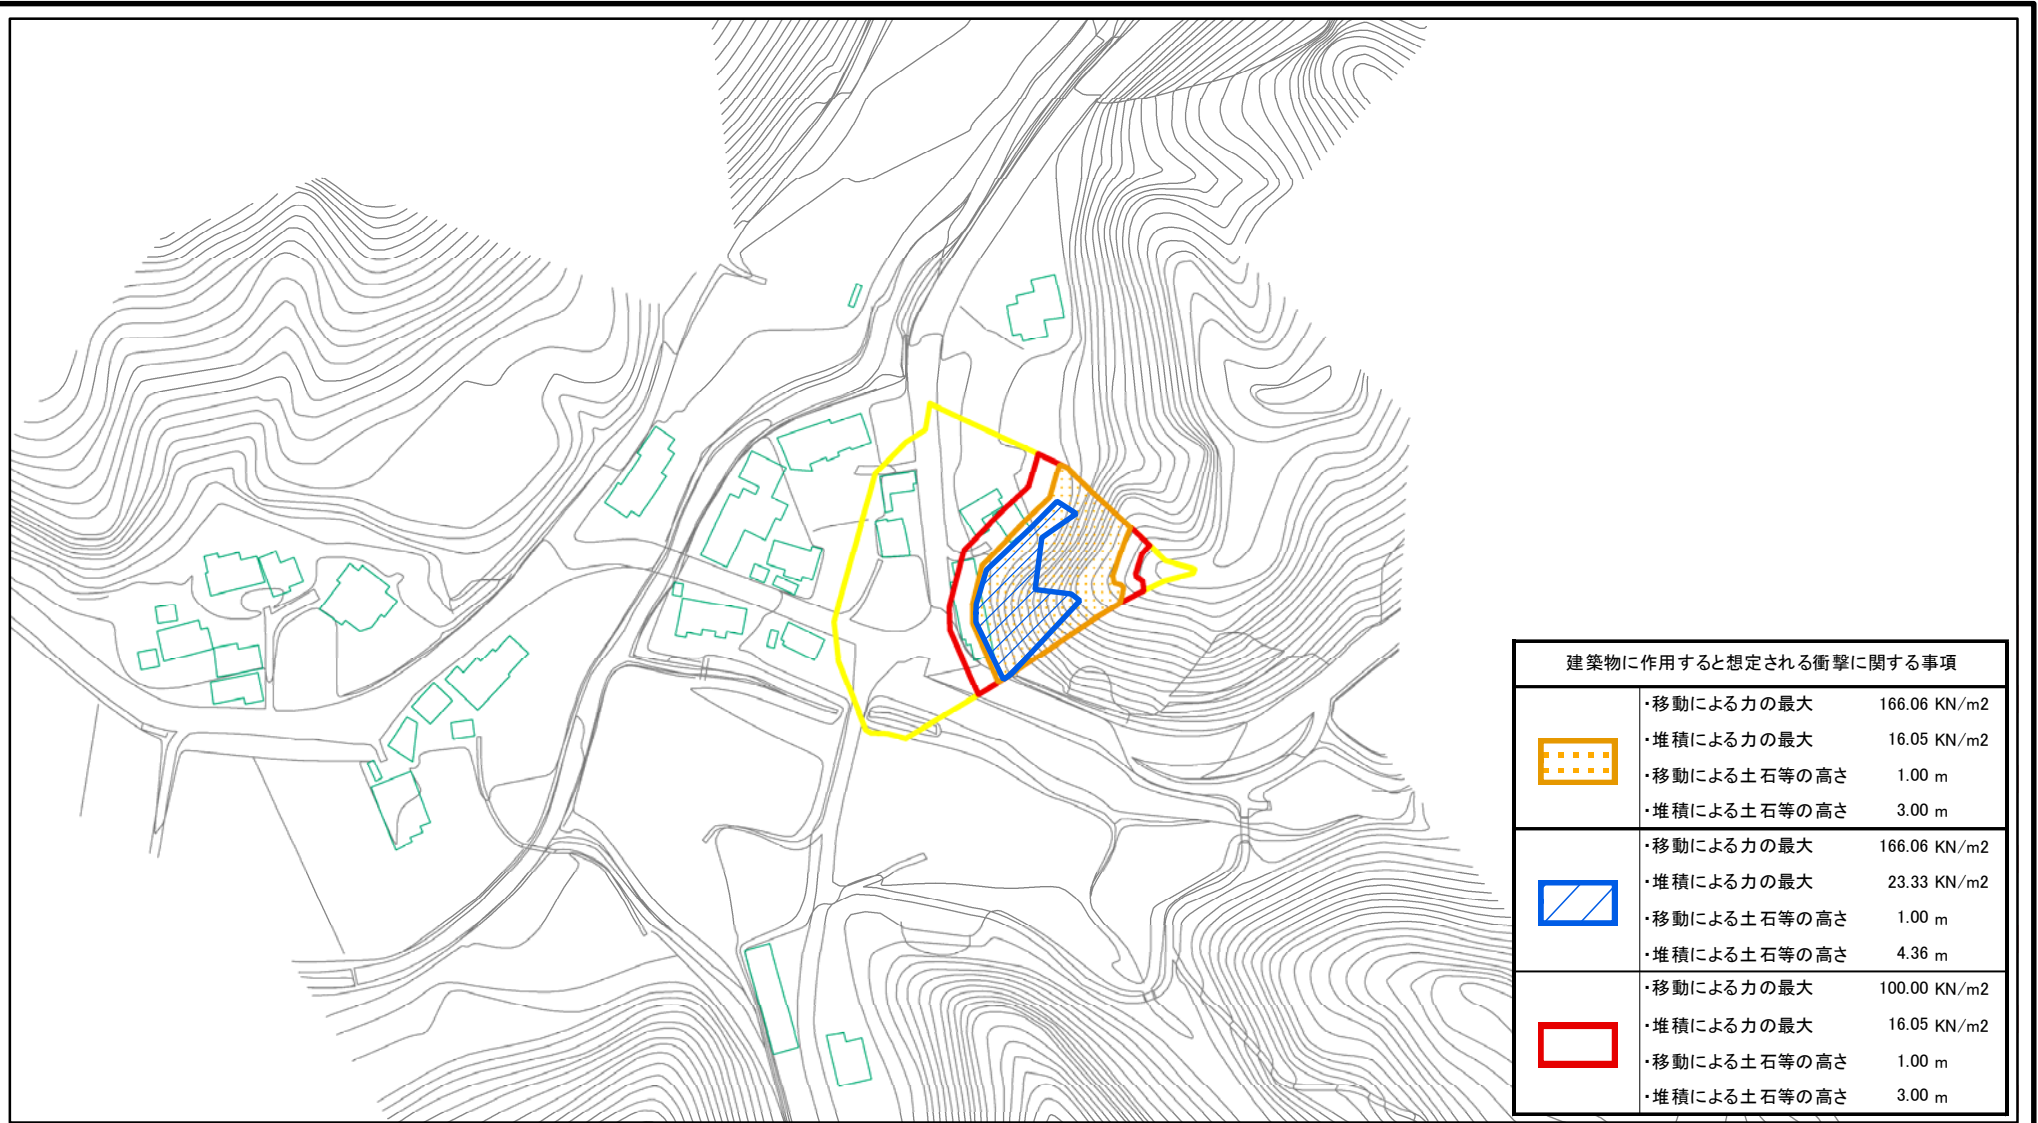 建築物に作用すると想定される衝撃に関する事項
・移動による力の最大 166.06 KN/m2
・堆積による力の最大 16.05 KN/m2
・移動による土石等の高さ 1.00 m
・堆積による土石等の高さ 3.00 m
・移動による力の最大 166.06 KN/m2
・堆積による力の最大 23.33 KN/m2
・移動による土石等の高さ 1.00 m
・堆積による土石等の高さ 4.36 m
・移動による力の最大 100.00 KN/m2
・堆積による力の最大 16.05 KN/m2
・移動による土石等の高さ 1.00 m
・堆積による土石等の高さ 3.00 m